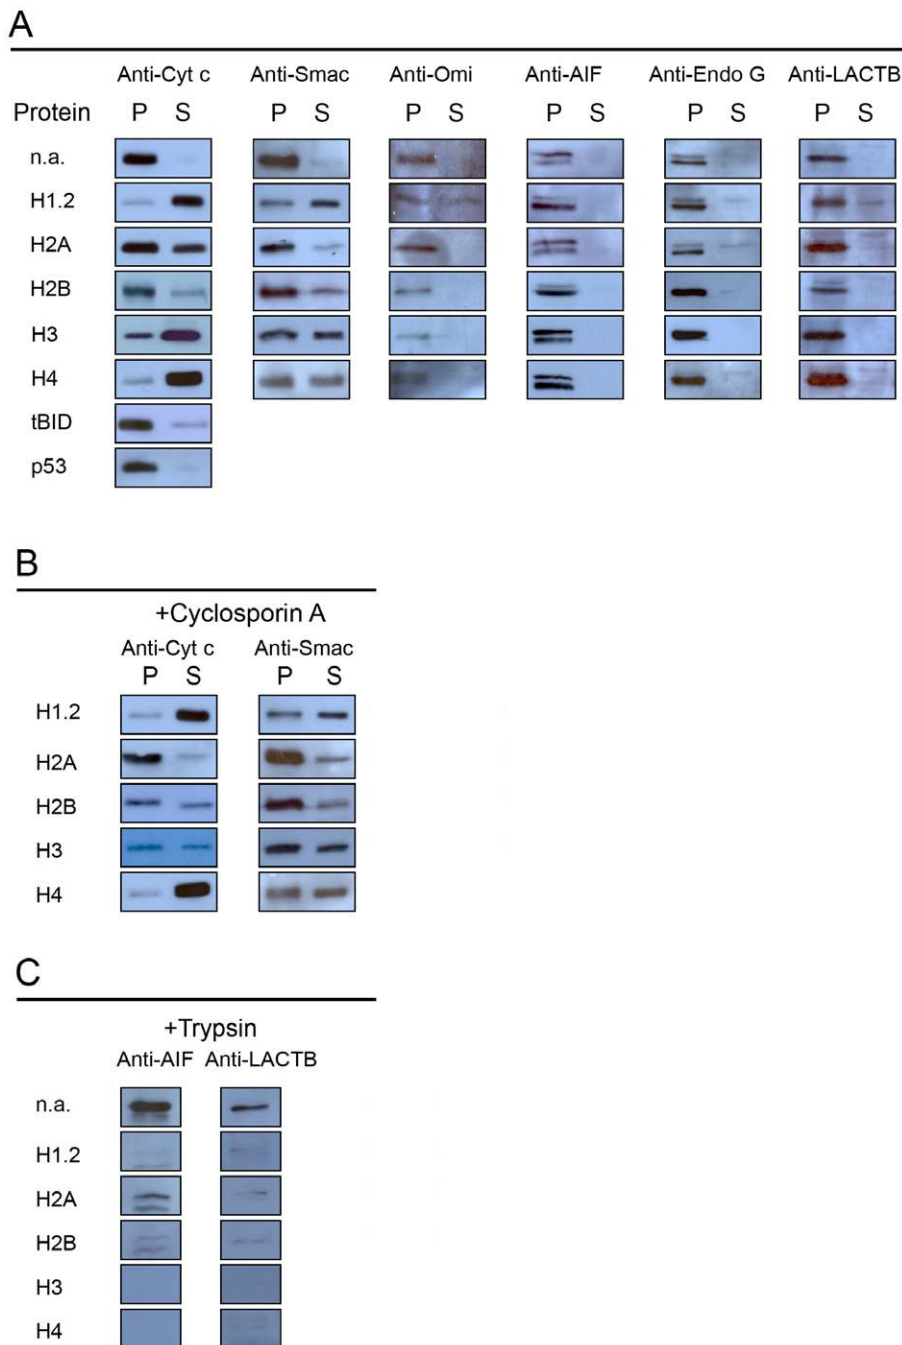 A
Anti-Cyt c Anti-Smac Anti-Omi Anti-AIF Anti-Endo G Anti-LACTB
Protein P S P S P S P S P S P S
n.a.
H1.2
H2A
H2B
H3
H4
tBID
p53
B
+Cyclosporin A
Anti-Cyt c Anti-Smac
P S P S
H1.2
H2A
H2B
H3
H4
C
+Trypsin
Anti-AIF Anti-LACTB
n.a.
H1.2
H2A
H2B
H3
H4